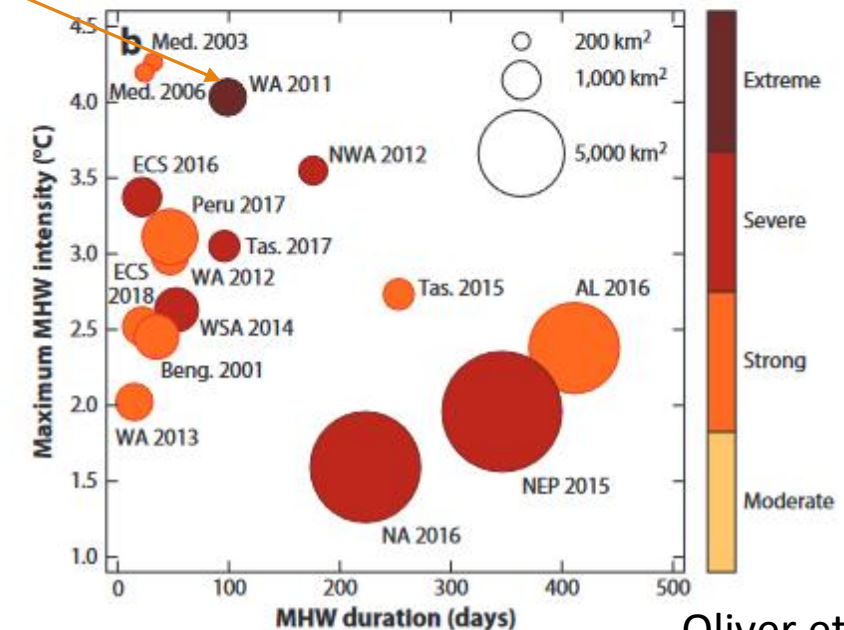 b
Med. 2003
Med. 2006
WA 2011
200 km²
1,000 km²
5,000 km²
ECS 2016
NWA 2012
Peru 2017
Tas. 2017
ECS
2018
WA 2012
WSA 2014
Tas. 2015
AL 2016
Beng. 2001
WA 2013
NEP 2015
NA 2016
4.5
4.0
3.5
3.0
2.5
2.0
1.5
1.0
Maximum MHW intensity (°C)
0 100 200 300 400 500
MHW duration (days)
Extreme
Severe
Strong
Moderate
Oliver et